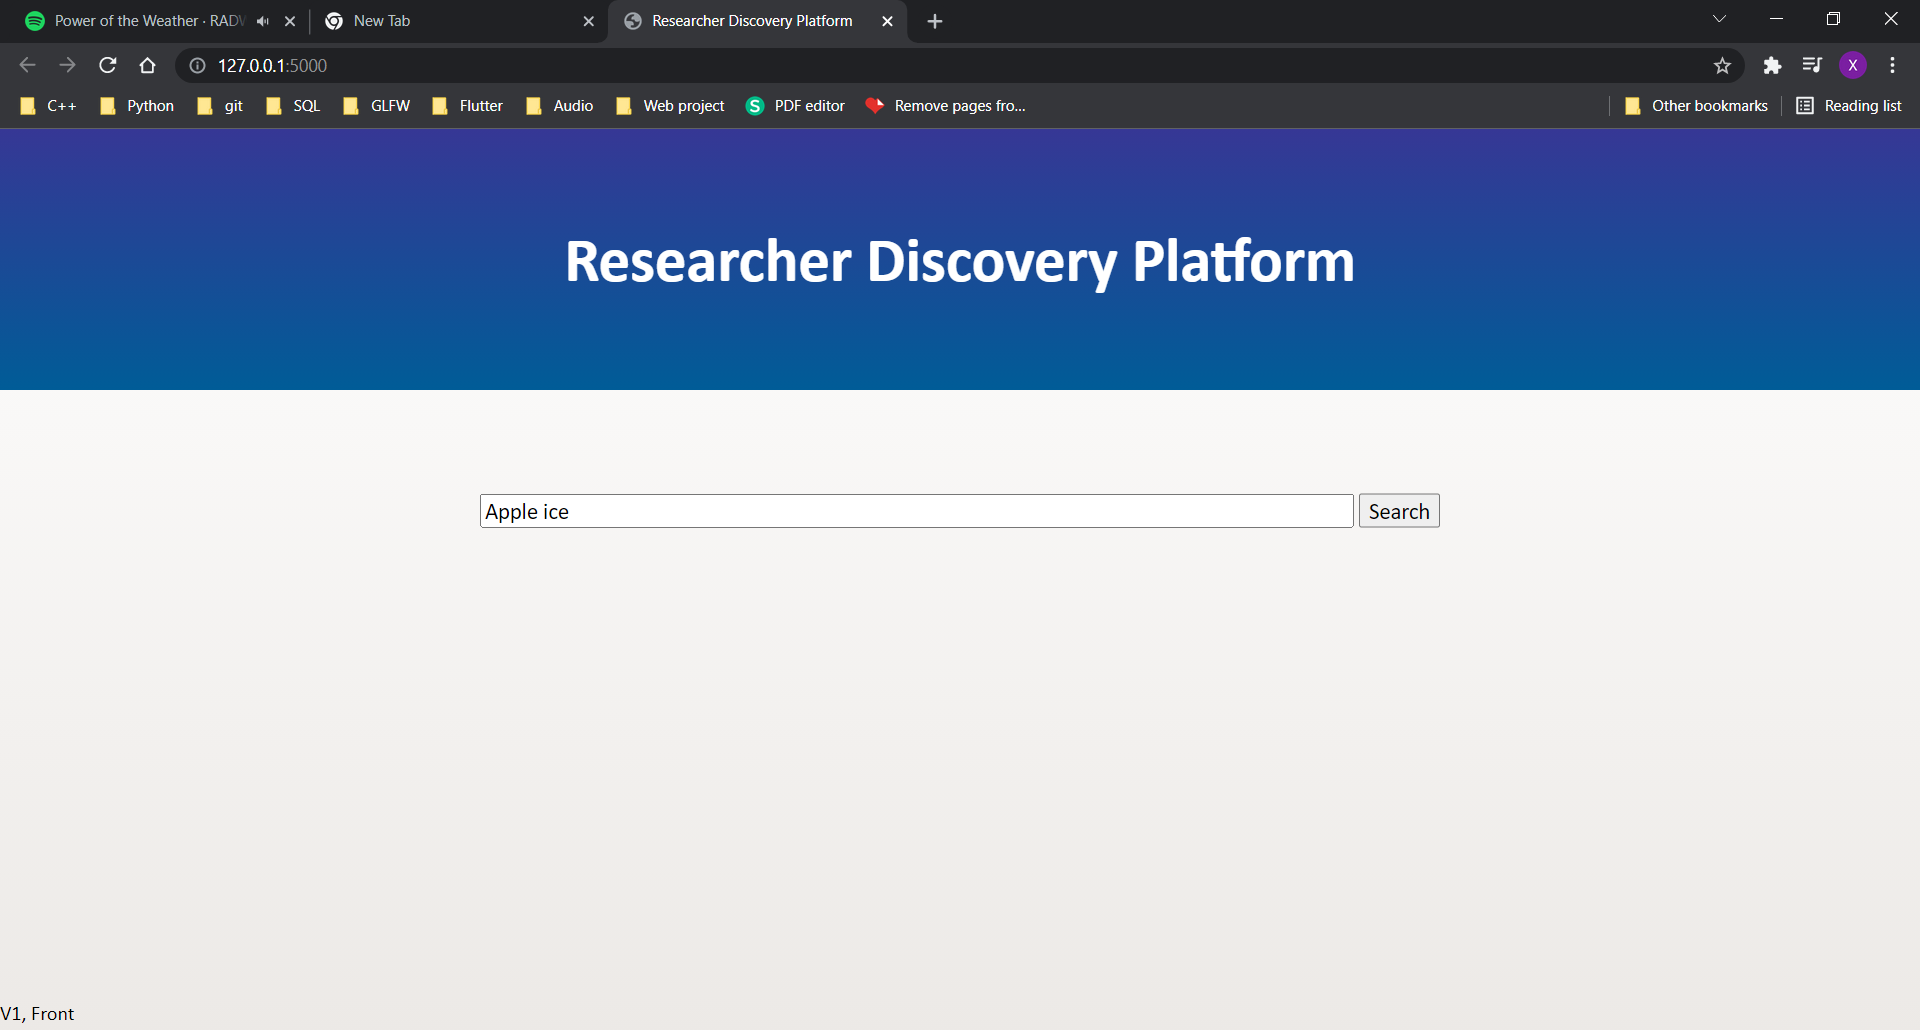 Power of the Weather · RADW
New Tab
Researcher Discovery Platform
127.0.0.1:5000
X
C++
Python
git
SQL
GLFW
Flutter
Audio
Web project
S
PDF editor
Remove pages fro...
Other bookmarks
Reading list
Researcher Discovery Platform
Apple ice
Search
V1, Front